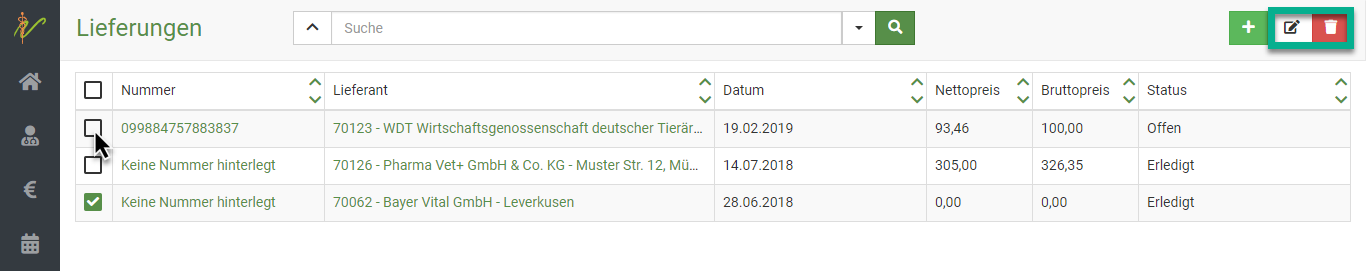 Lieferungen
Suche
Nummer Lieferant Datum Nettopreis Bruttopreis Status
099884757883837 70123 - WDT Wirtschaftsgenossenschaft deutscher Tierär... 19.02.2019 93,46 100,00 Offen
Keine Nummer hinterlegt 70126 - Pharma Vet+ GmbH & Co. KG - Muster Str. 12, Mü... 14.07.2018 305,00 326,35 Erledigt
Keine Nummer hinterlegt 70062 - Bayer Vital GmbH - Leverkusen 28.06.2018 0,00 0,00 Erledigt